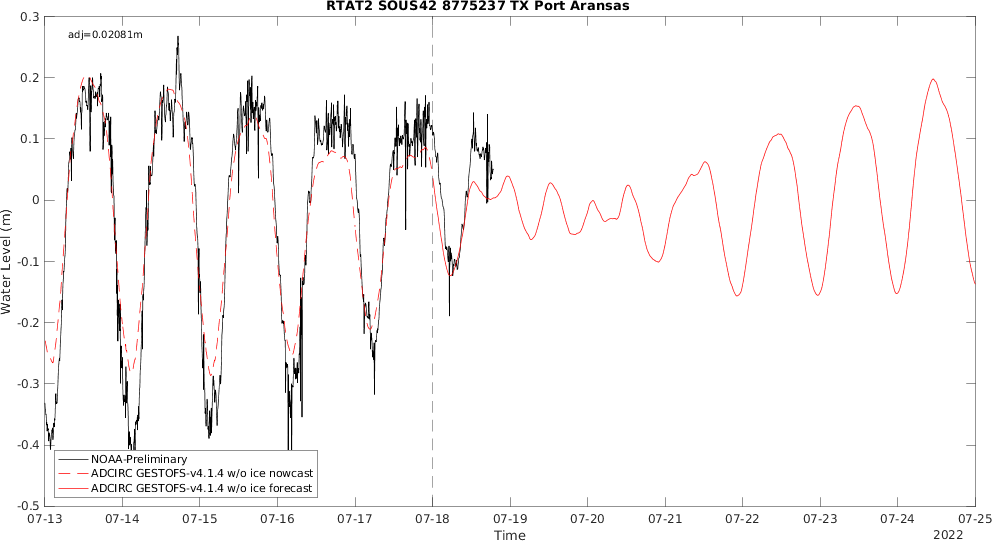 RTAT2 SOUS42 8775237 TX Port Aransas
adj=0.02081m
0.3
0.2
0.1
0
-0.1
-0.2
-0.3
-0.4
-0.5
Water Level (m)
NOAA-Preliminary
ADCIRC GESTOFS-v4.1.4 w/o ice nowcast
ADCIRC GESTOFS-v4.1.4 w/o ice forecast
07-13 07-14 07-15 07-16 07-17 07-18 07-19 07-20 07-21 07-22 07-23 07-24 07-25
Time
2022